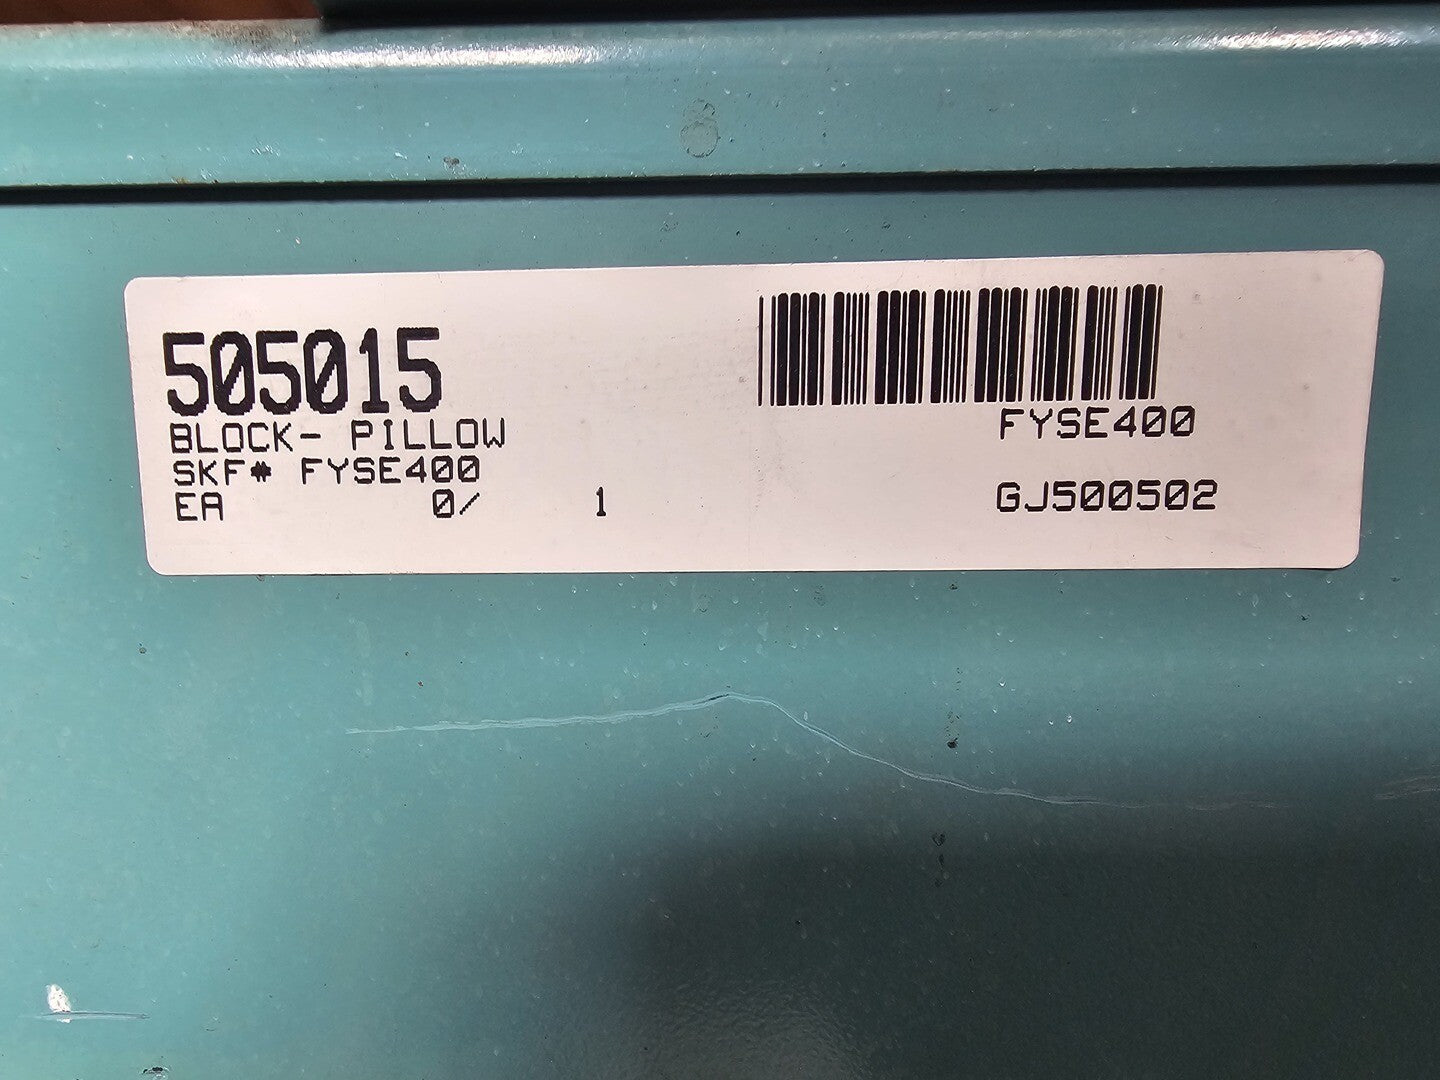 505015
BLOCK- PILLOW
SKF# FYSE400
EA 0/ 1
FYSE400
GJ500502